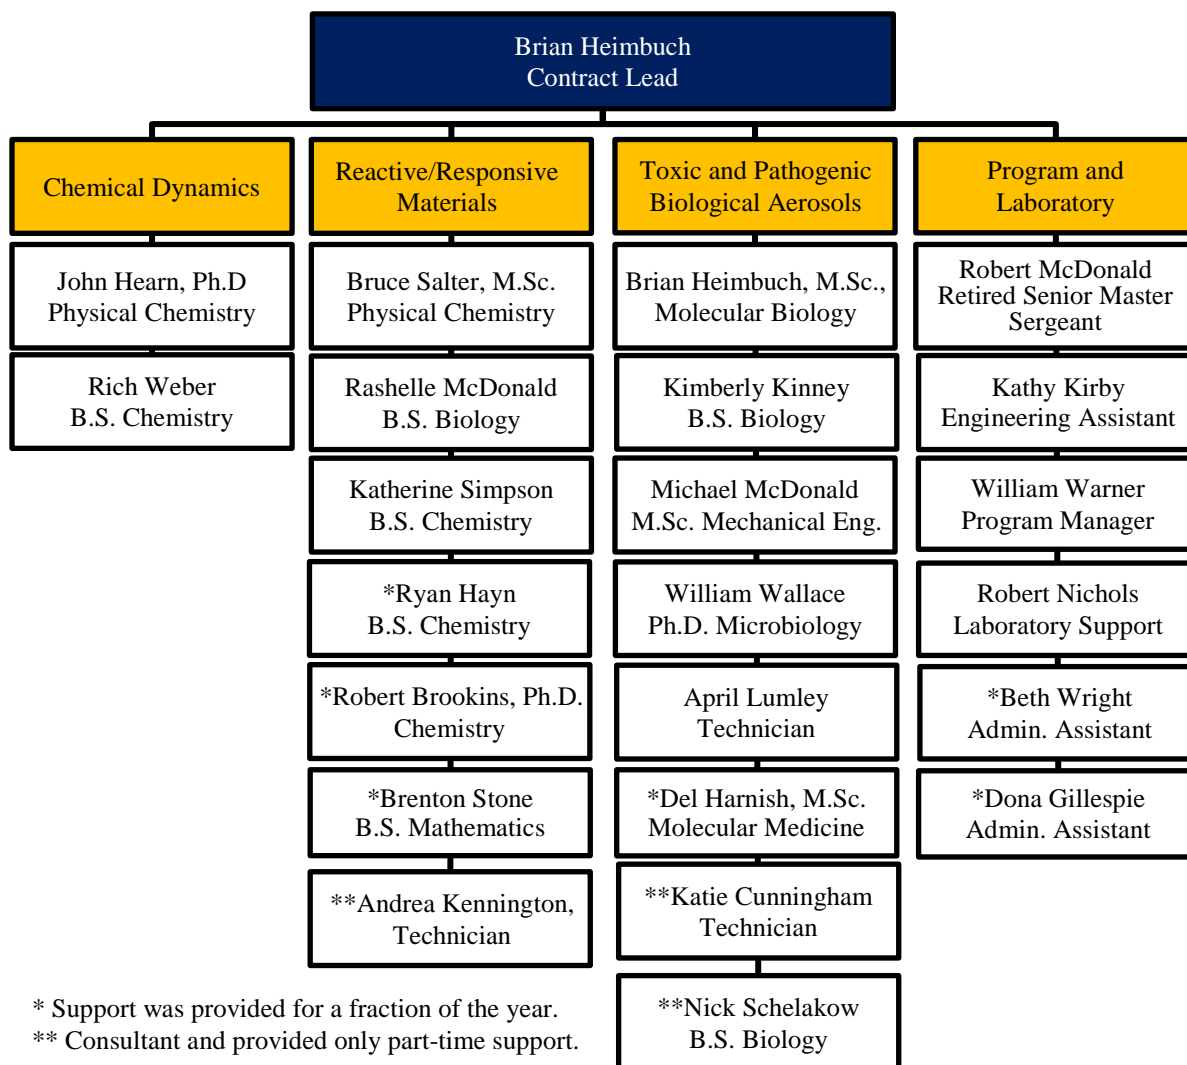 Brian Heimbuch
Contract Lead
Chemical Dynamics
John Hearn, Ph.D
Physical Chemistry
Rich Weber
B.S. Chemistry
Reactive/Responsive
Materials
Bruce Salter, M.Sc.
Physical Chemistry
Rashelle McDonald
B.S. Biology
Katherine Simpson
B.S. Chemistry
*Ryan Hayn
B.S. Chemistry
*Robert Brookins, Ph.D.
Chemistry
*Brenton Stone
B.S. Mathematics
**Andrea Kennington,
Technician
Toxic and Pathogenic
Biological Aerosols
Brian Heimbuch, M.Sc.,
Molecular Biology
Kimberly Kinney
B.S. Biology
Michael McDonald
M.Sc. Mechanical Eng.
William Wallace
Ph.D. Microbiology
April Lumley
Technician
*Del Harnish, M.Sc.
Molecular Medicine
**Katie Cunningham
Technician
**Nick Schelakow
B.S. Biology
Program and
Laboratory
Robert McDonald
Retired Senior Master
Sergeant
Kathy Kirby
Engineering Assistant
William Warner
Program Manager
Robert Nichols
Laboratory Support
*Beth Wright
Admin. Assistant
*Dona Gillespie
Admin. Assistant
* Support was provided for a fraction of the year.
** Consultant and provided only part-time support.